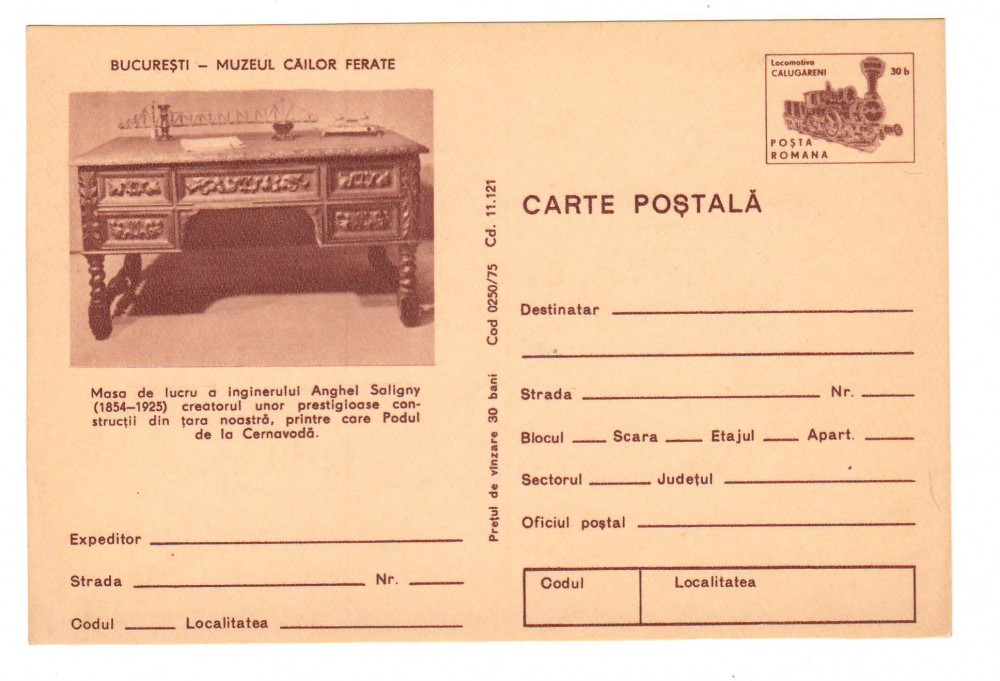 BUCUREȘTI – MUZEUL CĂILOR FERATE
Masa de lucru a inginerului Anghel Saligny
(1854–1925) creatorul unor prestigioase con-
strucții din țara noastră, printre care Podul
de la Cernavodă.
Expeditor
Strada Nr.
Codul Localitatea
Prețul de vînzare 30 bani Cod 0250/75 Cd. 11.121
Locomotiva
CALUGARENI 30 b
POȘTA
ROMANA
CARTE POȘTALĂ
Destinatar
Strada Nr.
Blocul Scara Etajul Apart.
Sectorul Județul
Oficiul poștal
Codul Localitatea